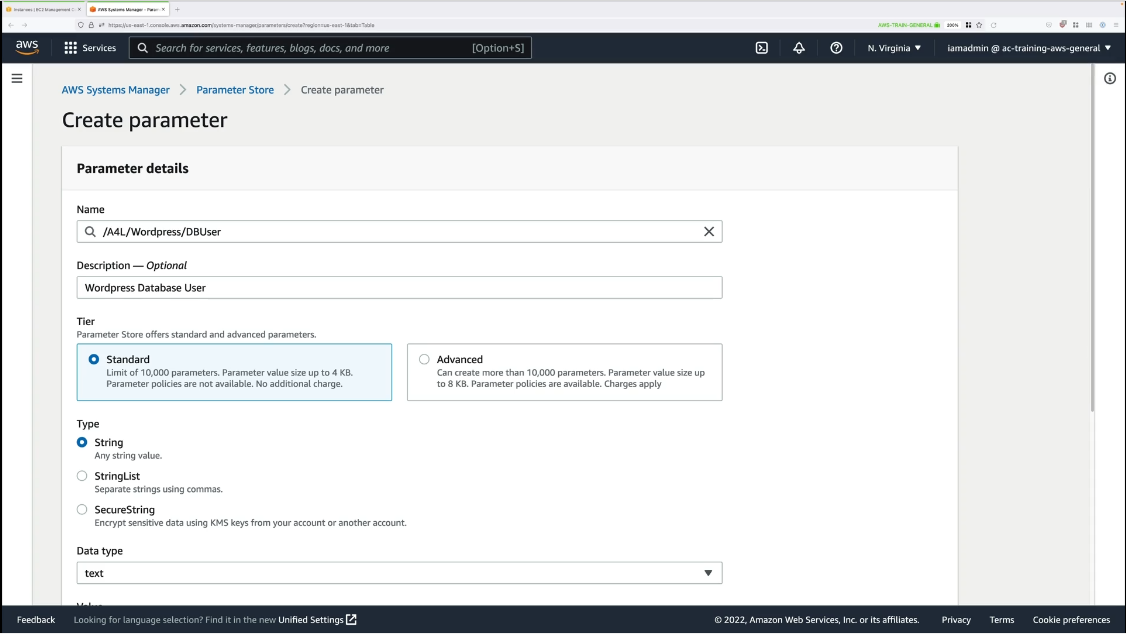 Instances | EC2 Management C
AWS Systems Manager - Param
https://us-east-1.console.aws.amazon.com/systems-manager/parameters/create?region=us-east-1&tab=Table
AWS-TRAIN-GENERAL
200%
aws
Services
Search for services, features, blogs, docs, and more
[Option+S]
N. Virginia
iamadmin @ ac-training-aws-general
AWS Systems Manager
Parameter Store
Create parameter
Create parameter
Parameter details
Name
/A4L/Wordpress/DBUser
Description — Optional
Wordpress Database User
Tier
Parameter Store offers standard and advanced parameters.
Standard
Limit of 10,000 parameters. Parameter value size up to 4 KB.
Parameter policies are not available. No additional charge.
Advanced
Can create more than 10,000 parameters. Parameter value size up
to 8 KB. Parameter policies are available. Charges apply
Type
String
Any string value.
StringList
Separate strings using commas.
SecureString
Encrypt sensitive data using KMS keys from your account or another account.
Data type
text
Value
Feedback
Looking for language selection? Find it in the new Unified Settings
© 2022, Amazon Web Services, Inc. or its affiliates.
Privacy
Terms
Cookie preferences